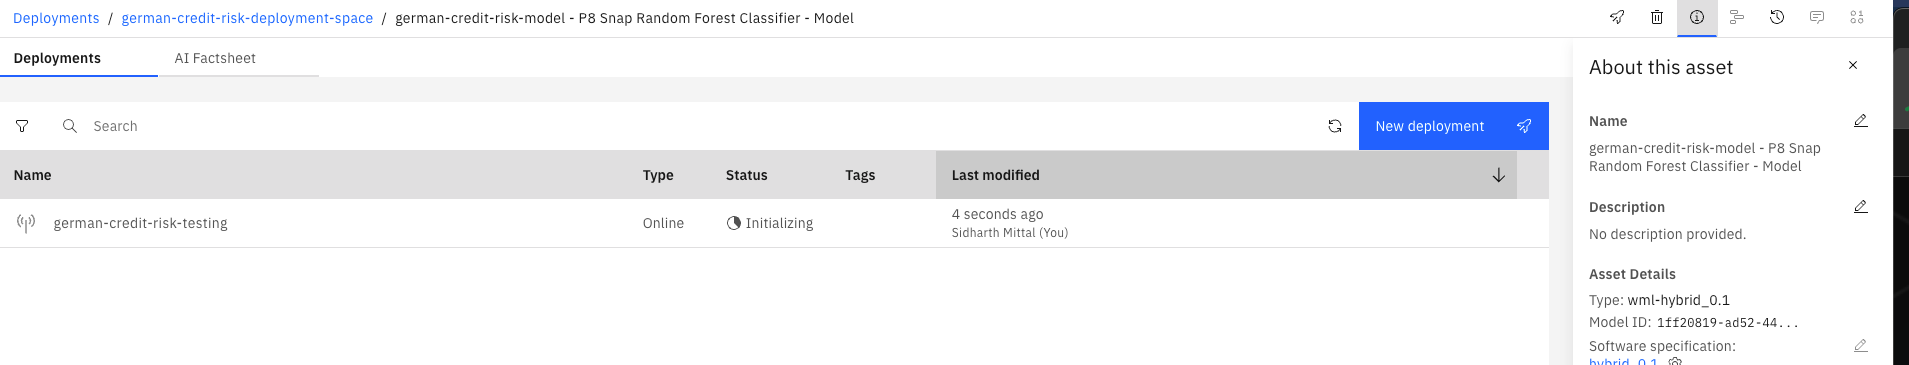 Deployments / german-credit-risk-deployment-space / german-credit-risk-model - P8 Snap Random Forest Classifier - Model
Deployments AI Factsheet
Search
New deployment
Name Type Status Tags Last modified
german-credit-risk-testing Online Initializing 4 seconds ago
Sidharth Mittal (You)
About this asset
Name
german-credit-risk-model - P8 Snap
Random Forest Classifier - Model
Description
No description provided.
Asset Details
Type: wml-hybrid_0.1
Model ID: 1ff20819-ad52-44...
Software specification:
hybrid_0.1